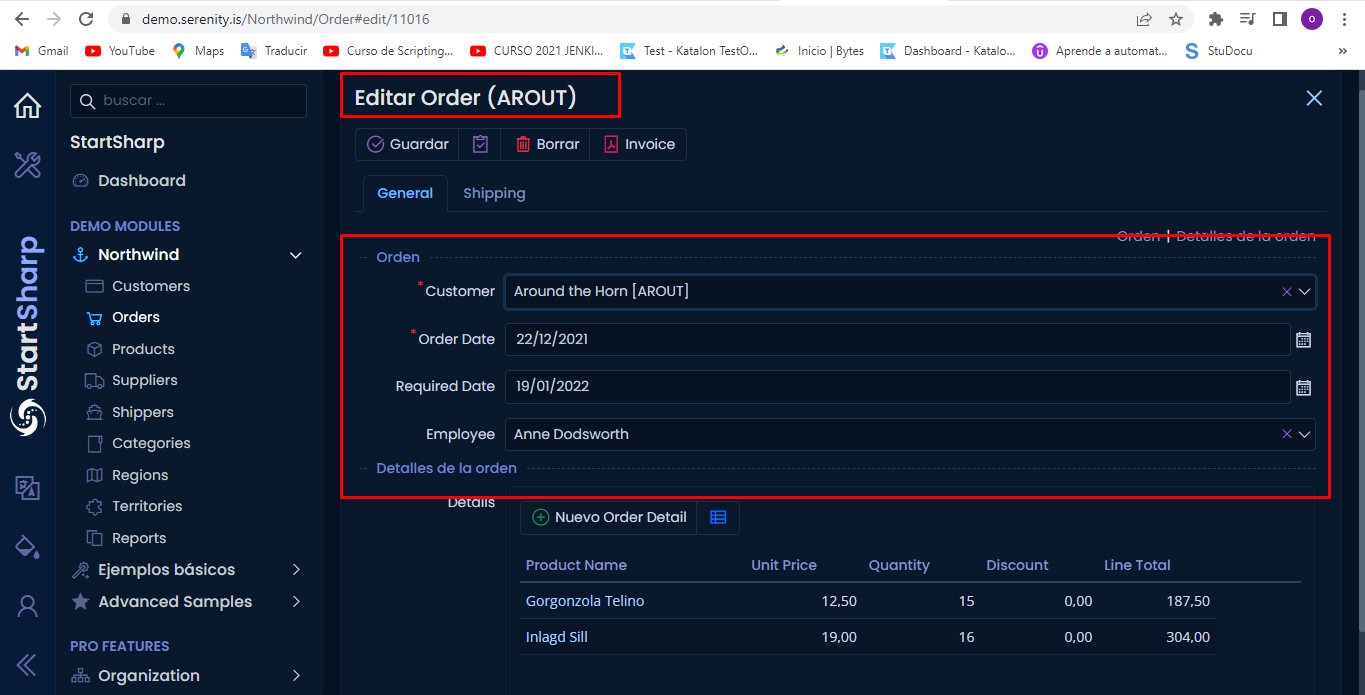 demo.serenity.is/Northwind/Order#edit/11016
O
Gmail YouTube Maps Traducir Curso de Scripting... CURSO 2021 JENKI... Test - Katalon TestO... Inicio | Bytes Dashboard - Katalo... Aprende a automat... StuDocu »
StartSharp
buscar ...
StartSharp
Dashboard
DEMO MODULES
Northwind
Customers
Orders
Products
Suppliers
Shippers
Categories
Regions
Territories
Reports
Ejemplos básicos
Advanced Samples
PRO FEATURES
Organization
Editar Order (AROUT)
Guardar Borrar Invoice
General Shipping
Orden | Detalles de la orden
Orden
*Customer Around the Horn [AROUT]
*Order Date 22/12/2021
Required Date 19/01/2022
Employee Anne Dodsworth
Detalles de la orden
Details
Nuevo Order Detail
Product Name Unit Price Quantity Discount Line Total
Gorgonzola Telino 12,50 15 0,00 187,50
Inlagd Sill 19,00 16 0,00 304,00